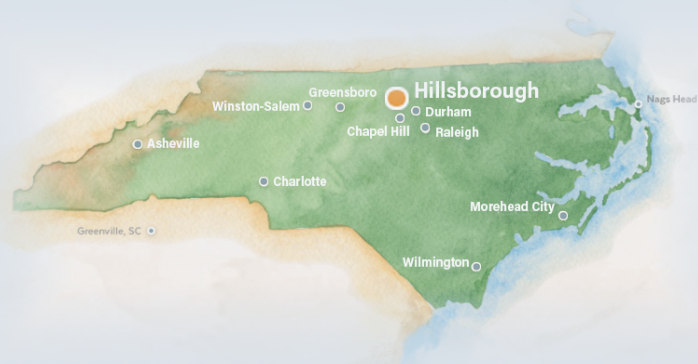 Hillsborough
Greensboro
Nags Head
Winston-Salem
Durham
Chapel Hill
Raleigh
Asheville
Charlotte
Morehead City
Greenville, SC
Wilmington